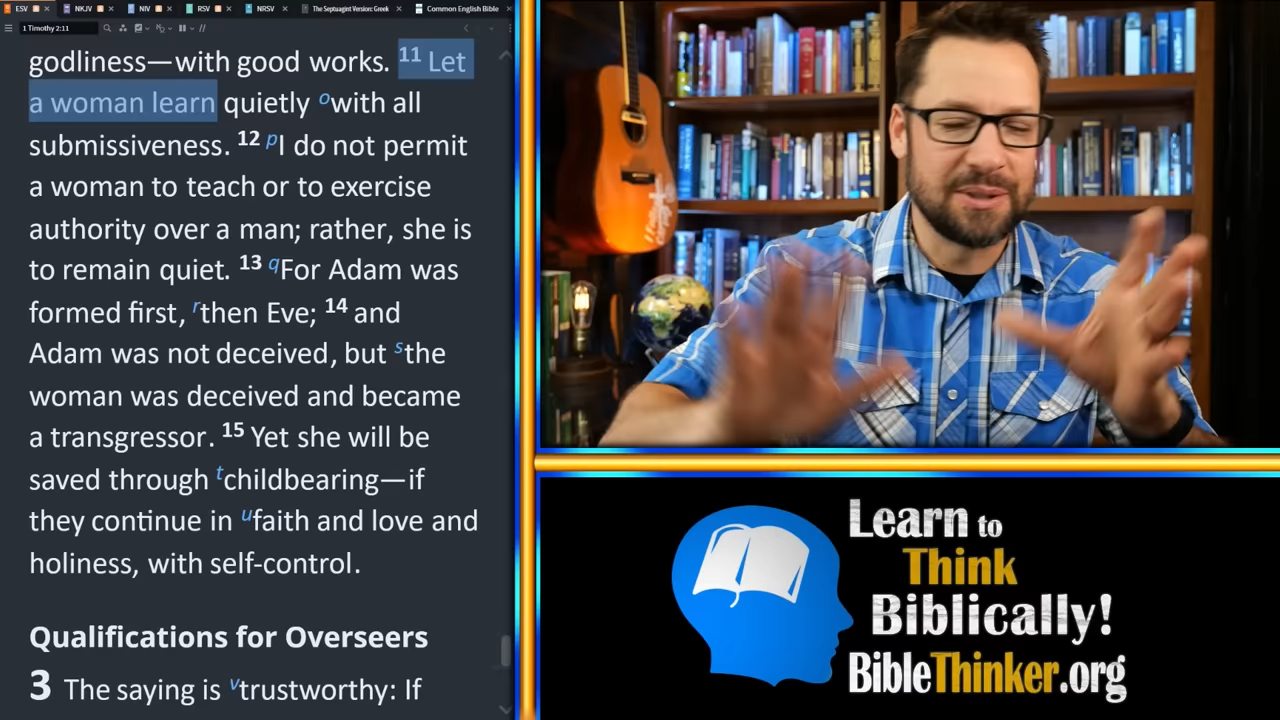 ESV NKJV NIV RSV NRSV The Septuagint Version: Greek Common English Bible
1 Timothy 2:11
godliness—with good works. 11 Let
a woman learn quietly owith all
submissiveness. 12 pI do not permit
a woman to teach or to exercise
authority over a man; rather, she is
to remain quiet. 13 qFor Adam was
formed first, rthen Eve; 14 and
Adam was not deceived, but sthe
woman was deceived and became
a transgressor. 15 Yet she will be
saved through tchildbearing—if
they continue in ufaith and love and
holiness, with self-control.
Qualifications for Overseers
3 The saying is vtrustworthy: If
Learn to
Think
Biblically!
BibleThinker.org